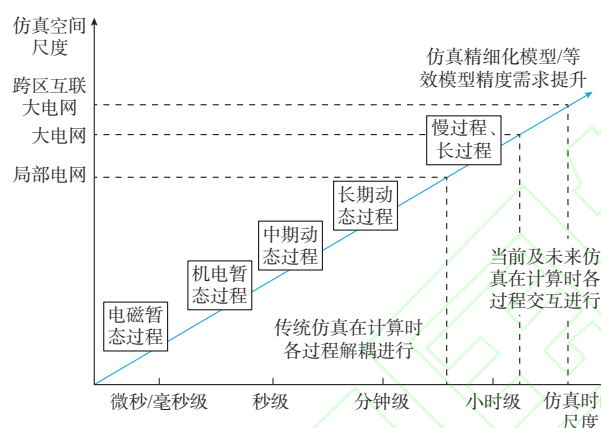 仿真空间
尺度
仿真精细化模型/等
效模型精度需求提升
跨区互联
大电网
大电网
局部电网
慢过程、
长过程
长期动
态过程
中期动
态过程
机电暂
态过程
电磁暂
态过程
当前及未来仿
真在计算时各
过程交互进行
传统仿真在计算时
各过程解耦进行
微秒/毫秒级
秒级
分钟级
小时级
仿真时
尺度